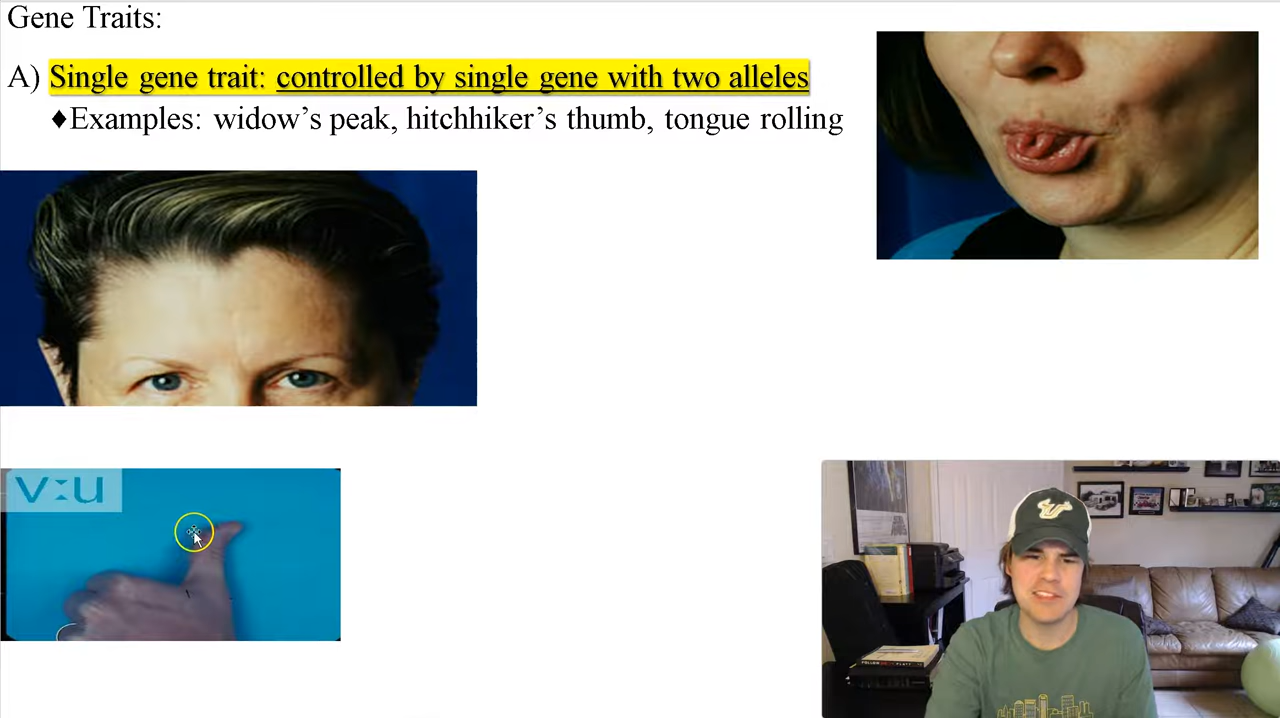 Gene Traits:
A) Single gene trait: controlled by single gene with two alleles
♦Examples: widow’s peak, hitchhiker’s thumb, tongue rolling
v:u